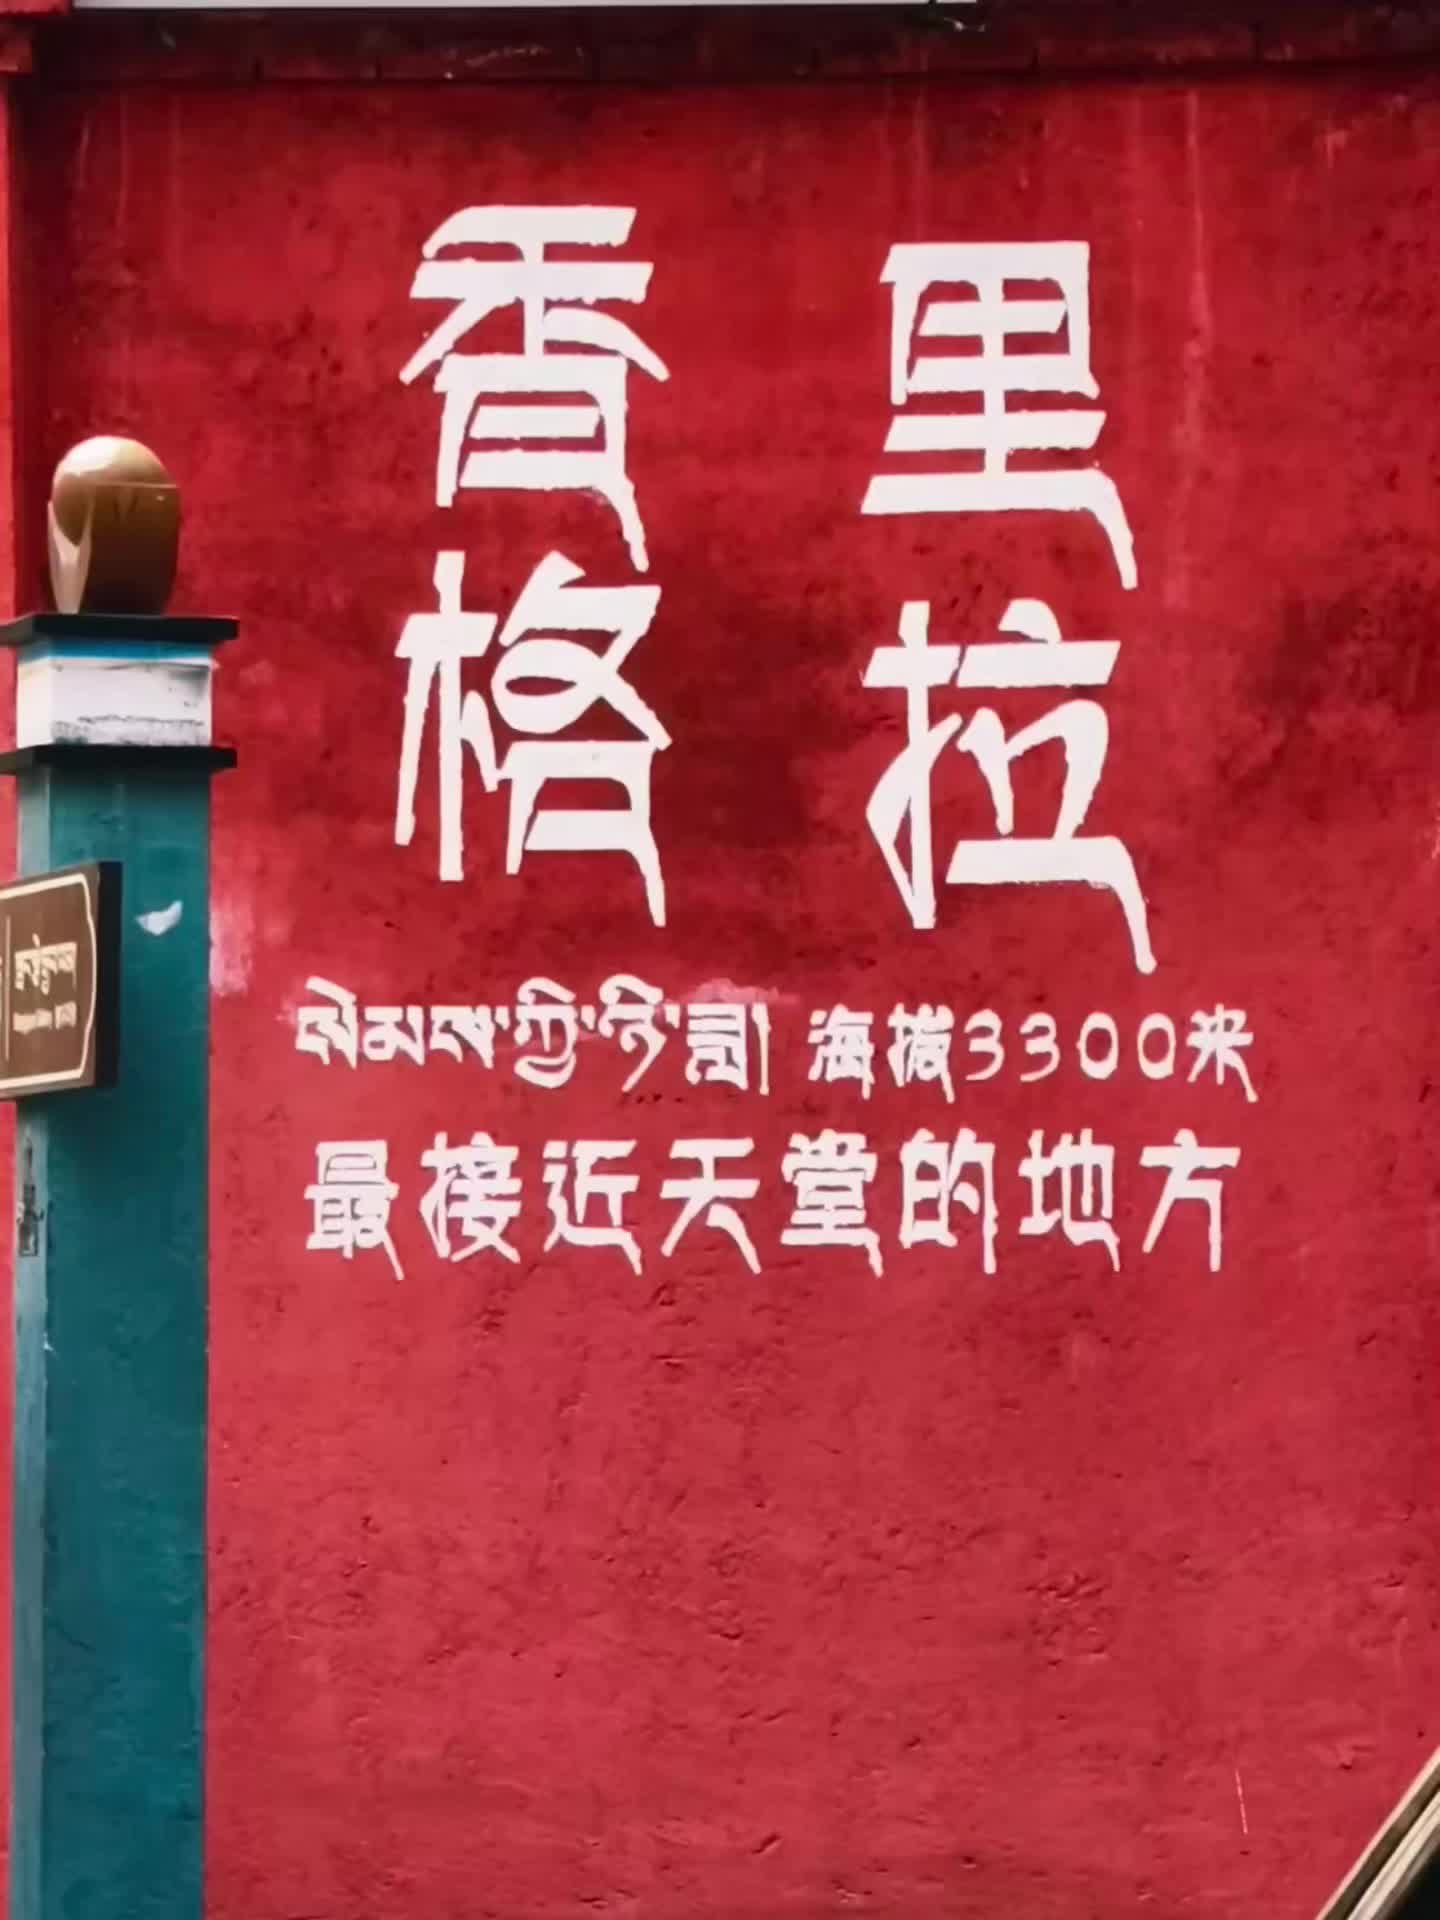 香 里
格 拉
སེམས་ཀྱི་ཉི་ཟླ། 海拔3300米
最接近天堂的地方